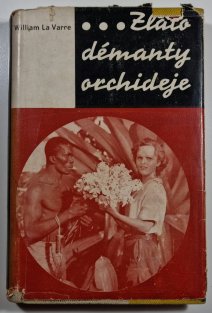 William La Varre
...Zlato
démanty
orchideje